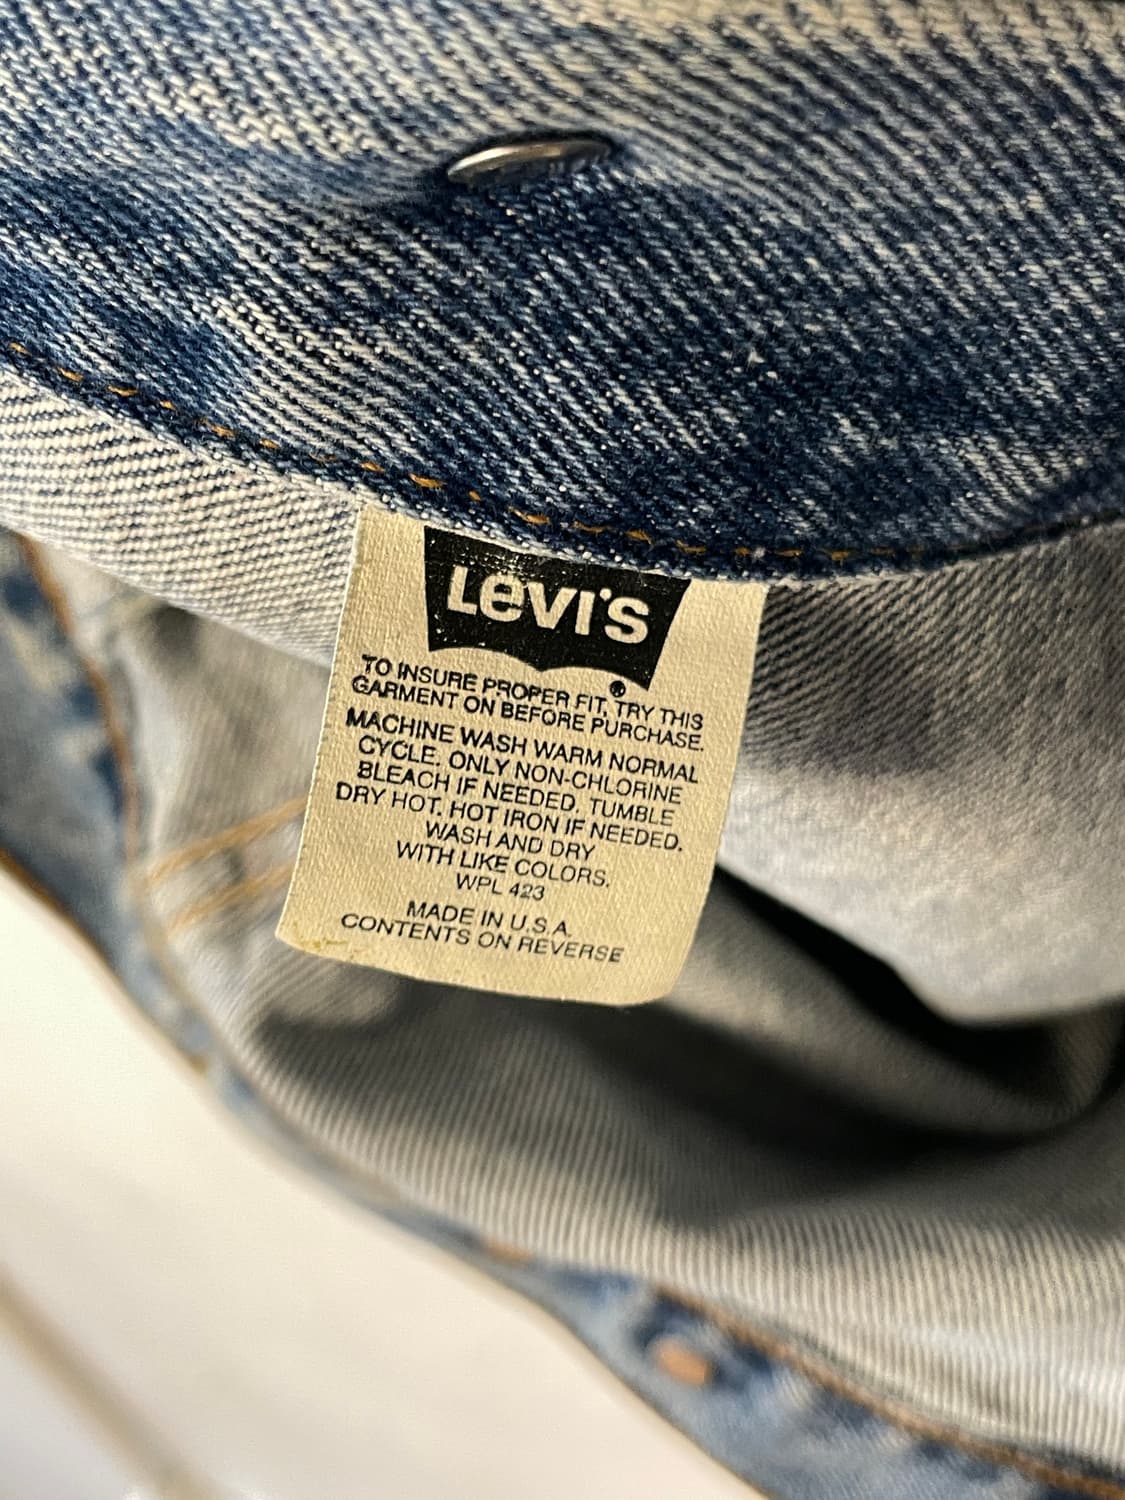 LEVI'S
®
TO INSURE PROPER FIT, TRY THIS
GARMENT ON BEFORE PURCHASE.
MACHINE WASH WARM NORMAL
CYCLE. ONLY NON-CHLORINE
BLEACH IF NEEDED. TUMBLE
DRY HOT. HOT IRON IF NEEDED.
WASH AND DRY
WITH LIKE COLORS.
WPL 423
MADE IN U.S.A.
CONTENTS ON REVERSE